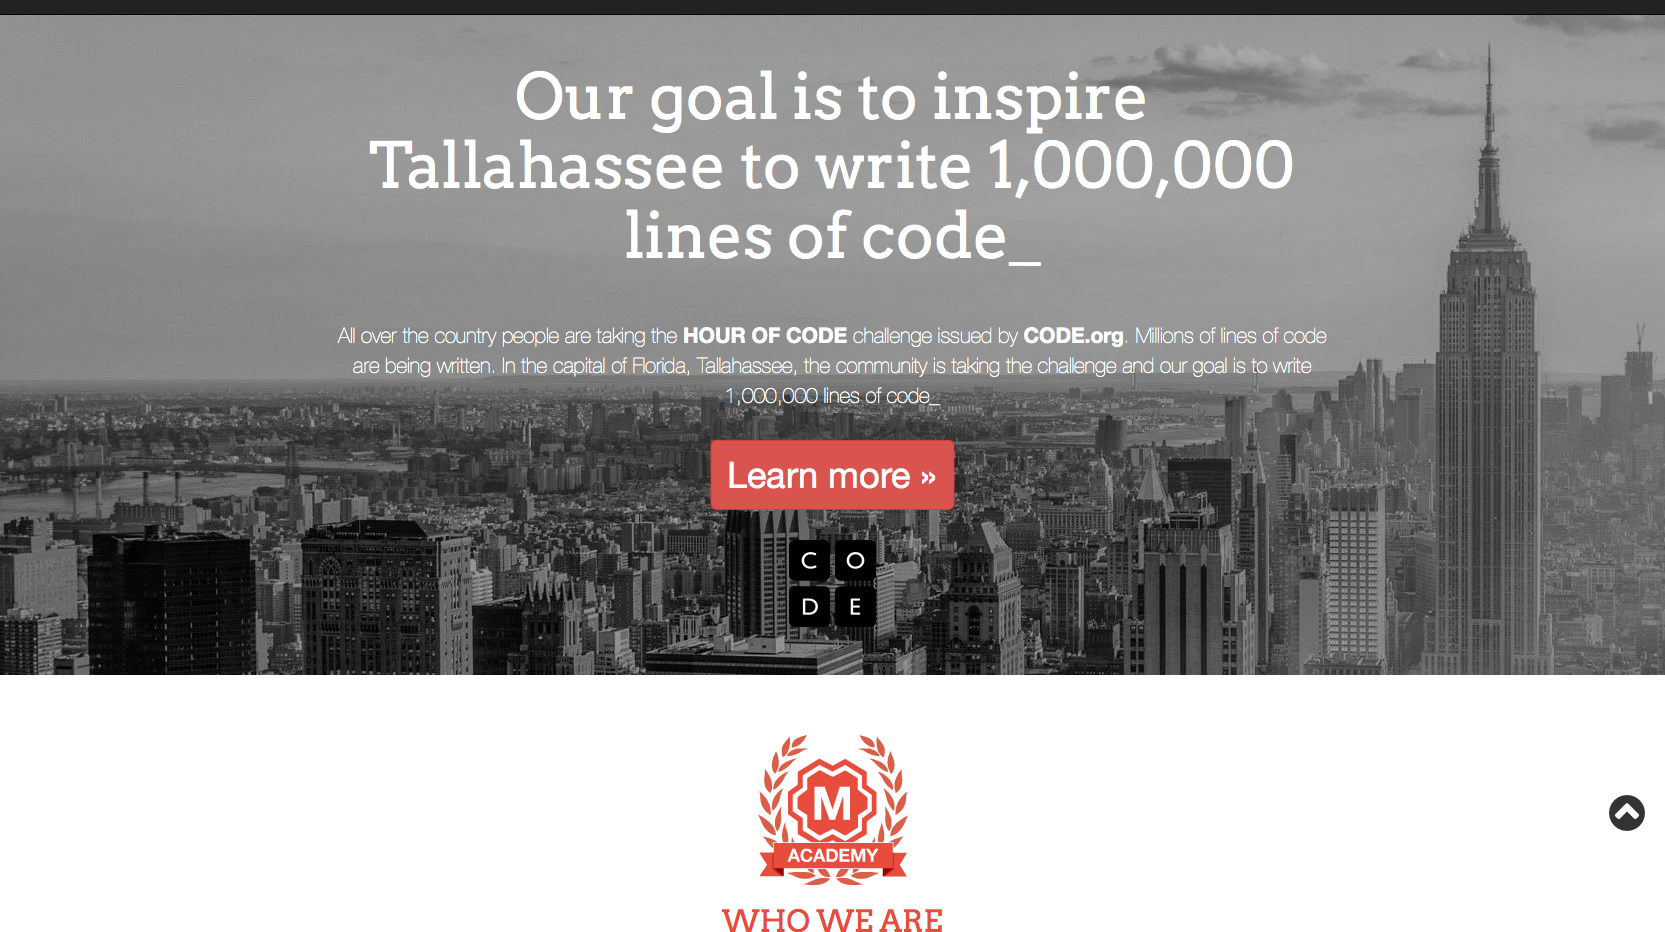 Our goal is to inspire
Tallahassee to write 1,000,000
lines of code_
All over the country people are taking the HOUR OF CODE challenge issued by CODE.org. Millions of lines of code
are being written. In the capital of Florida, Tallahassee, the community is taking the challenge and our goal is to write
1,000,000 lines of code_
Learn more »
C O
D E
M
ACADEMY
WHO WE ARE